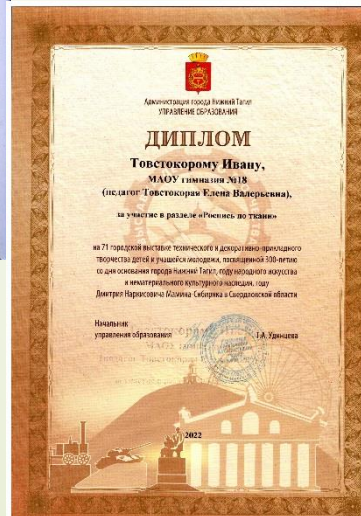 Администрация города Нижний Тагил
УПРАВЛЕНИЕ ОБРАЗОВАНИЯ
ДИПЛОМ
Товстокорому Ивану,
МАОУ гимназия №18
(педагог Товстокорая Елена Валерьевна),
за участие в разделе «Роспись по ткани»
на 71 городской выставке технического и декоративно-прикладного
творчества детей и учащейся молодежи, посвященной 300-летию
со дня основания города Нижний Тагил, году народного искусства
и нематериального культурного наследия, году
Дмитрия Наркисовича Мамина-Сибиряка в Свердловской области
Начальник
управления образования Удинцева
2022